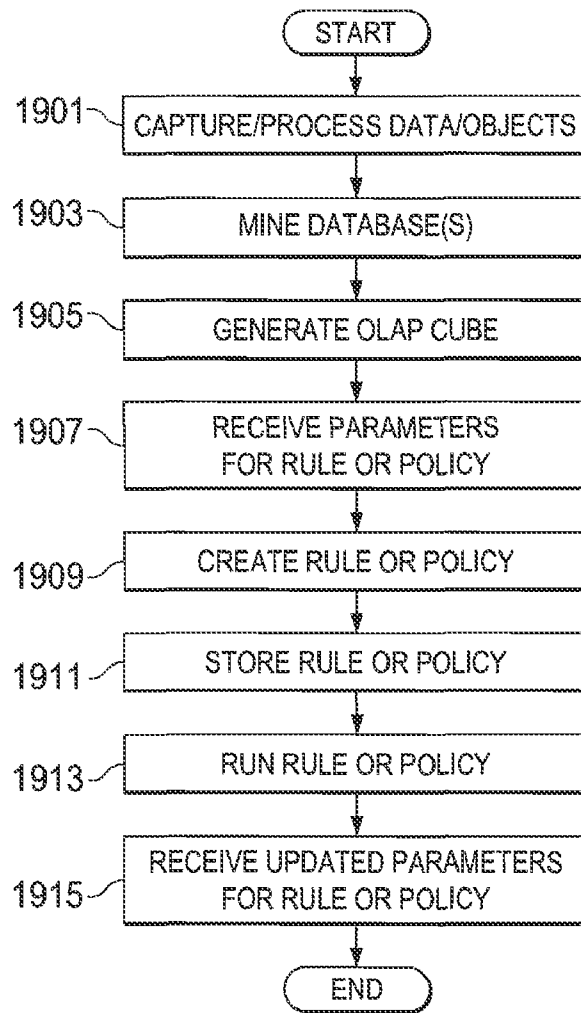 START
1901
CAPTURE/PROCESS DATA/OBJECTS
1903
MINE DATABASE(S)
1905
GENERATE OLAP CUBE
1907
RECEIVE PARAMETERS
FOR RULE OR POLICY
1909
CREATE RULE OR POLICY
1911
STORE RULE OR POLICY
1913
RUN RULE OR POLICY
1915
RECEIVE UPDATED PARAMETERS
FOR RULE OR POLICY
END